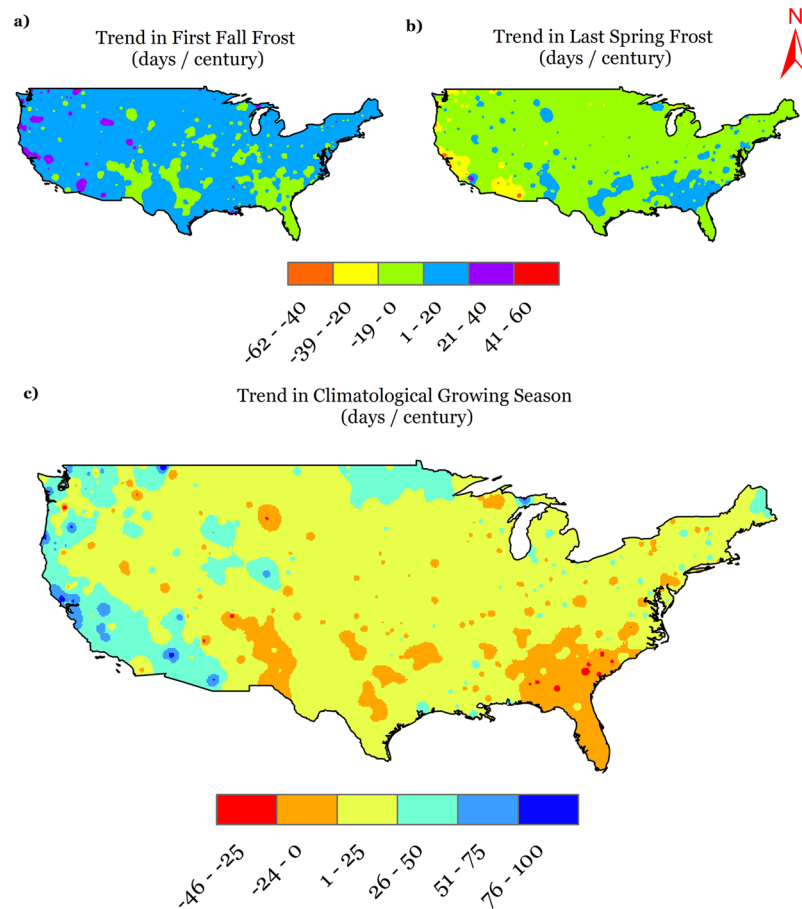 a)
Trend in First Fall Frost
(days / century)
b)
Trend in Last Spring Frost
(days / century)
N
-62 - -40
-39 - -20
-19 - 0
1 - 20
21 - 40
41 - 60
c)
Trend in Climatological Growing Season
(days / century)
-46 - -25
-24 - 0
1 - 25
26 - 50
51 - 75
76 - 100